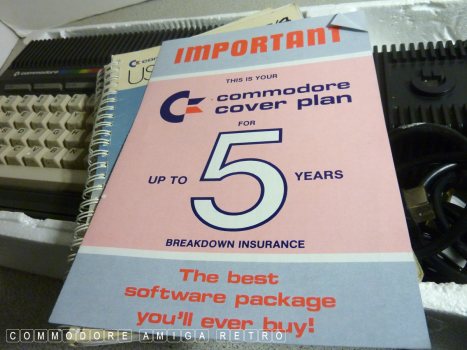 IMPORTANT
THIS IS YOUR
commodore
cover plan
FOR
UP TO 5 YEARS
BREAKDOWN INSURANCE
The best
software package
you'll ever buy!
commodore
COMMODORE AMIGA RETRO